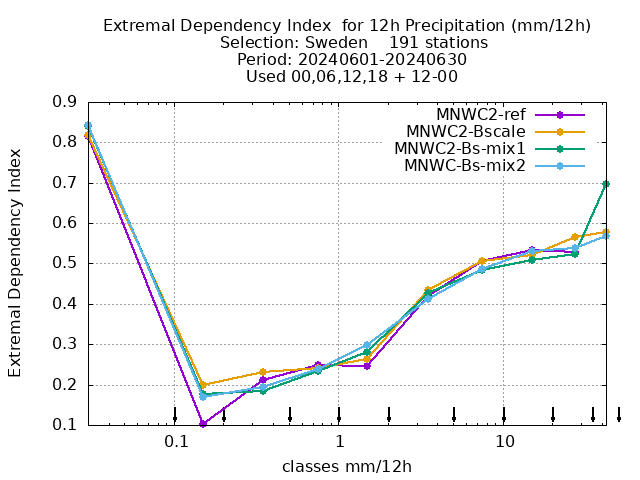 Extremal Dependency Index  for 12h Precipitation (mm/12h)
Selection: Sweden    191 stations
Period: 20240601-20240630
Used 00,06,12,18 + 12-00
MNWC2-ref
MNWC2-Bscale
MNWC2-Bs-mix1
MNWC-Bs-mix2
Extremal Dependency Index
0.9
0.8
0.7
0.6
0.5
0.4
0.3
0.2
0.1
0.1 1 10
classes mm/12h